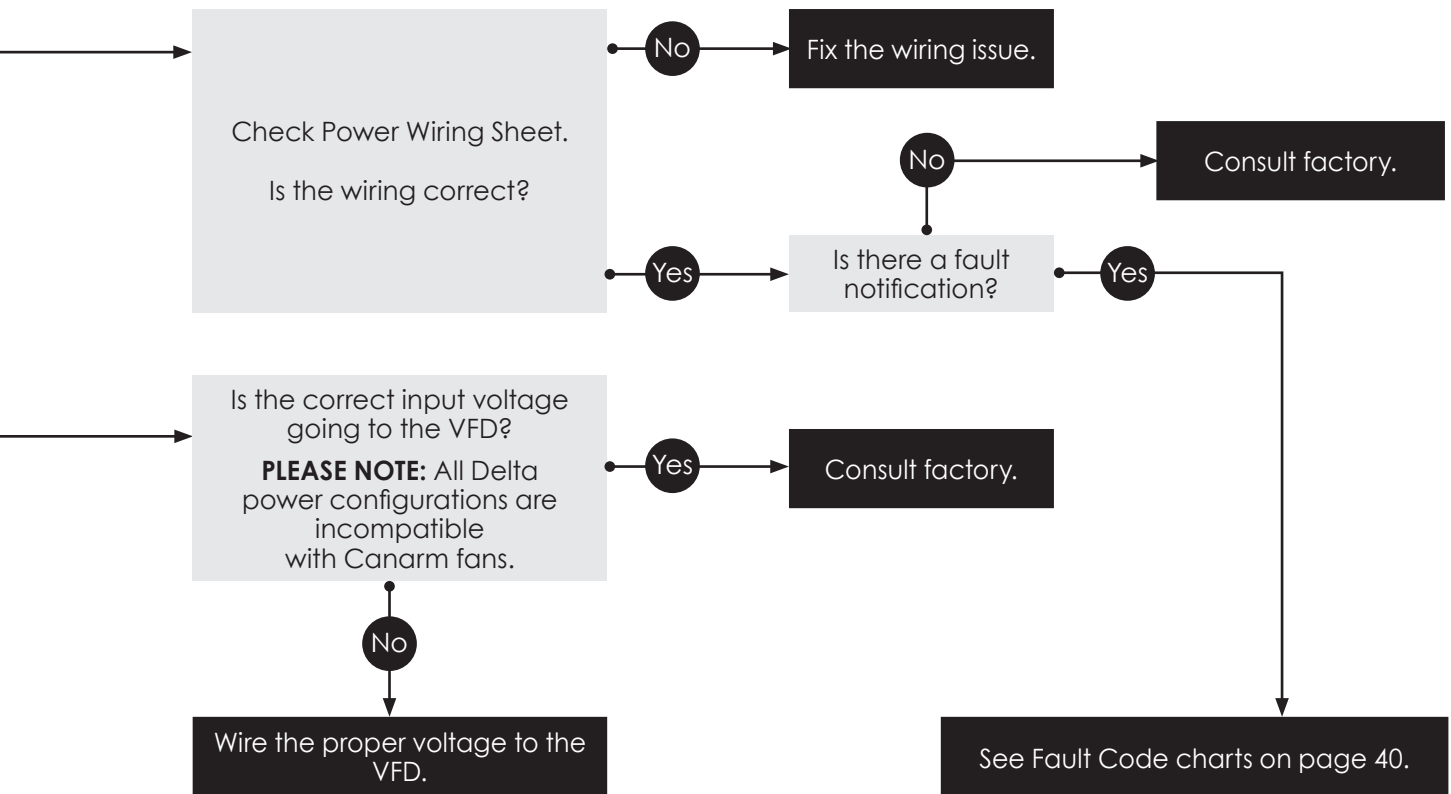 No
Fix the wiring issue.
Check Power Wiring Sheet.
Is the wiring correct?
No
Consult factory.
Yes
Is there a fault
notification?
Yes
Is the correct input voltage
going to the VFD?
PLEASE NOTE: All Delta
power configurations are
incompatible
with Canarm fans.
Yes
Consult factory.
No
Wire the proper voltage to the
VFD.
See Fault Code charts on page 40.